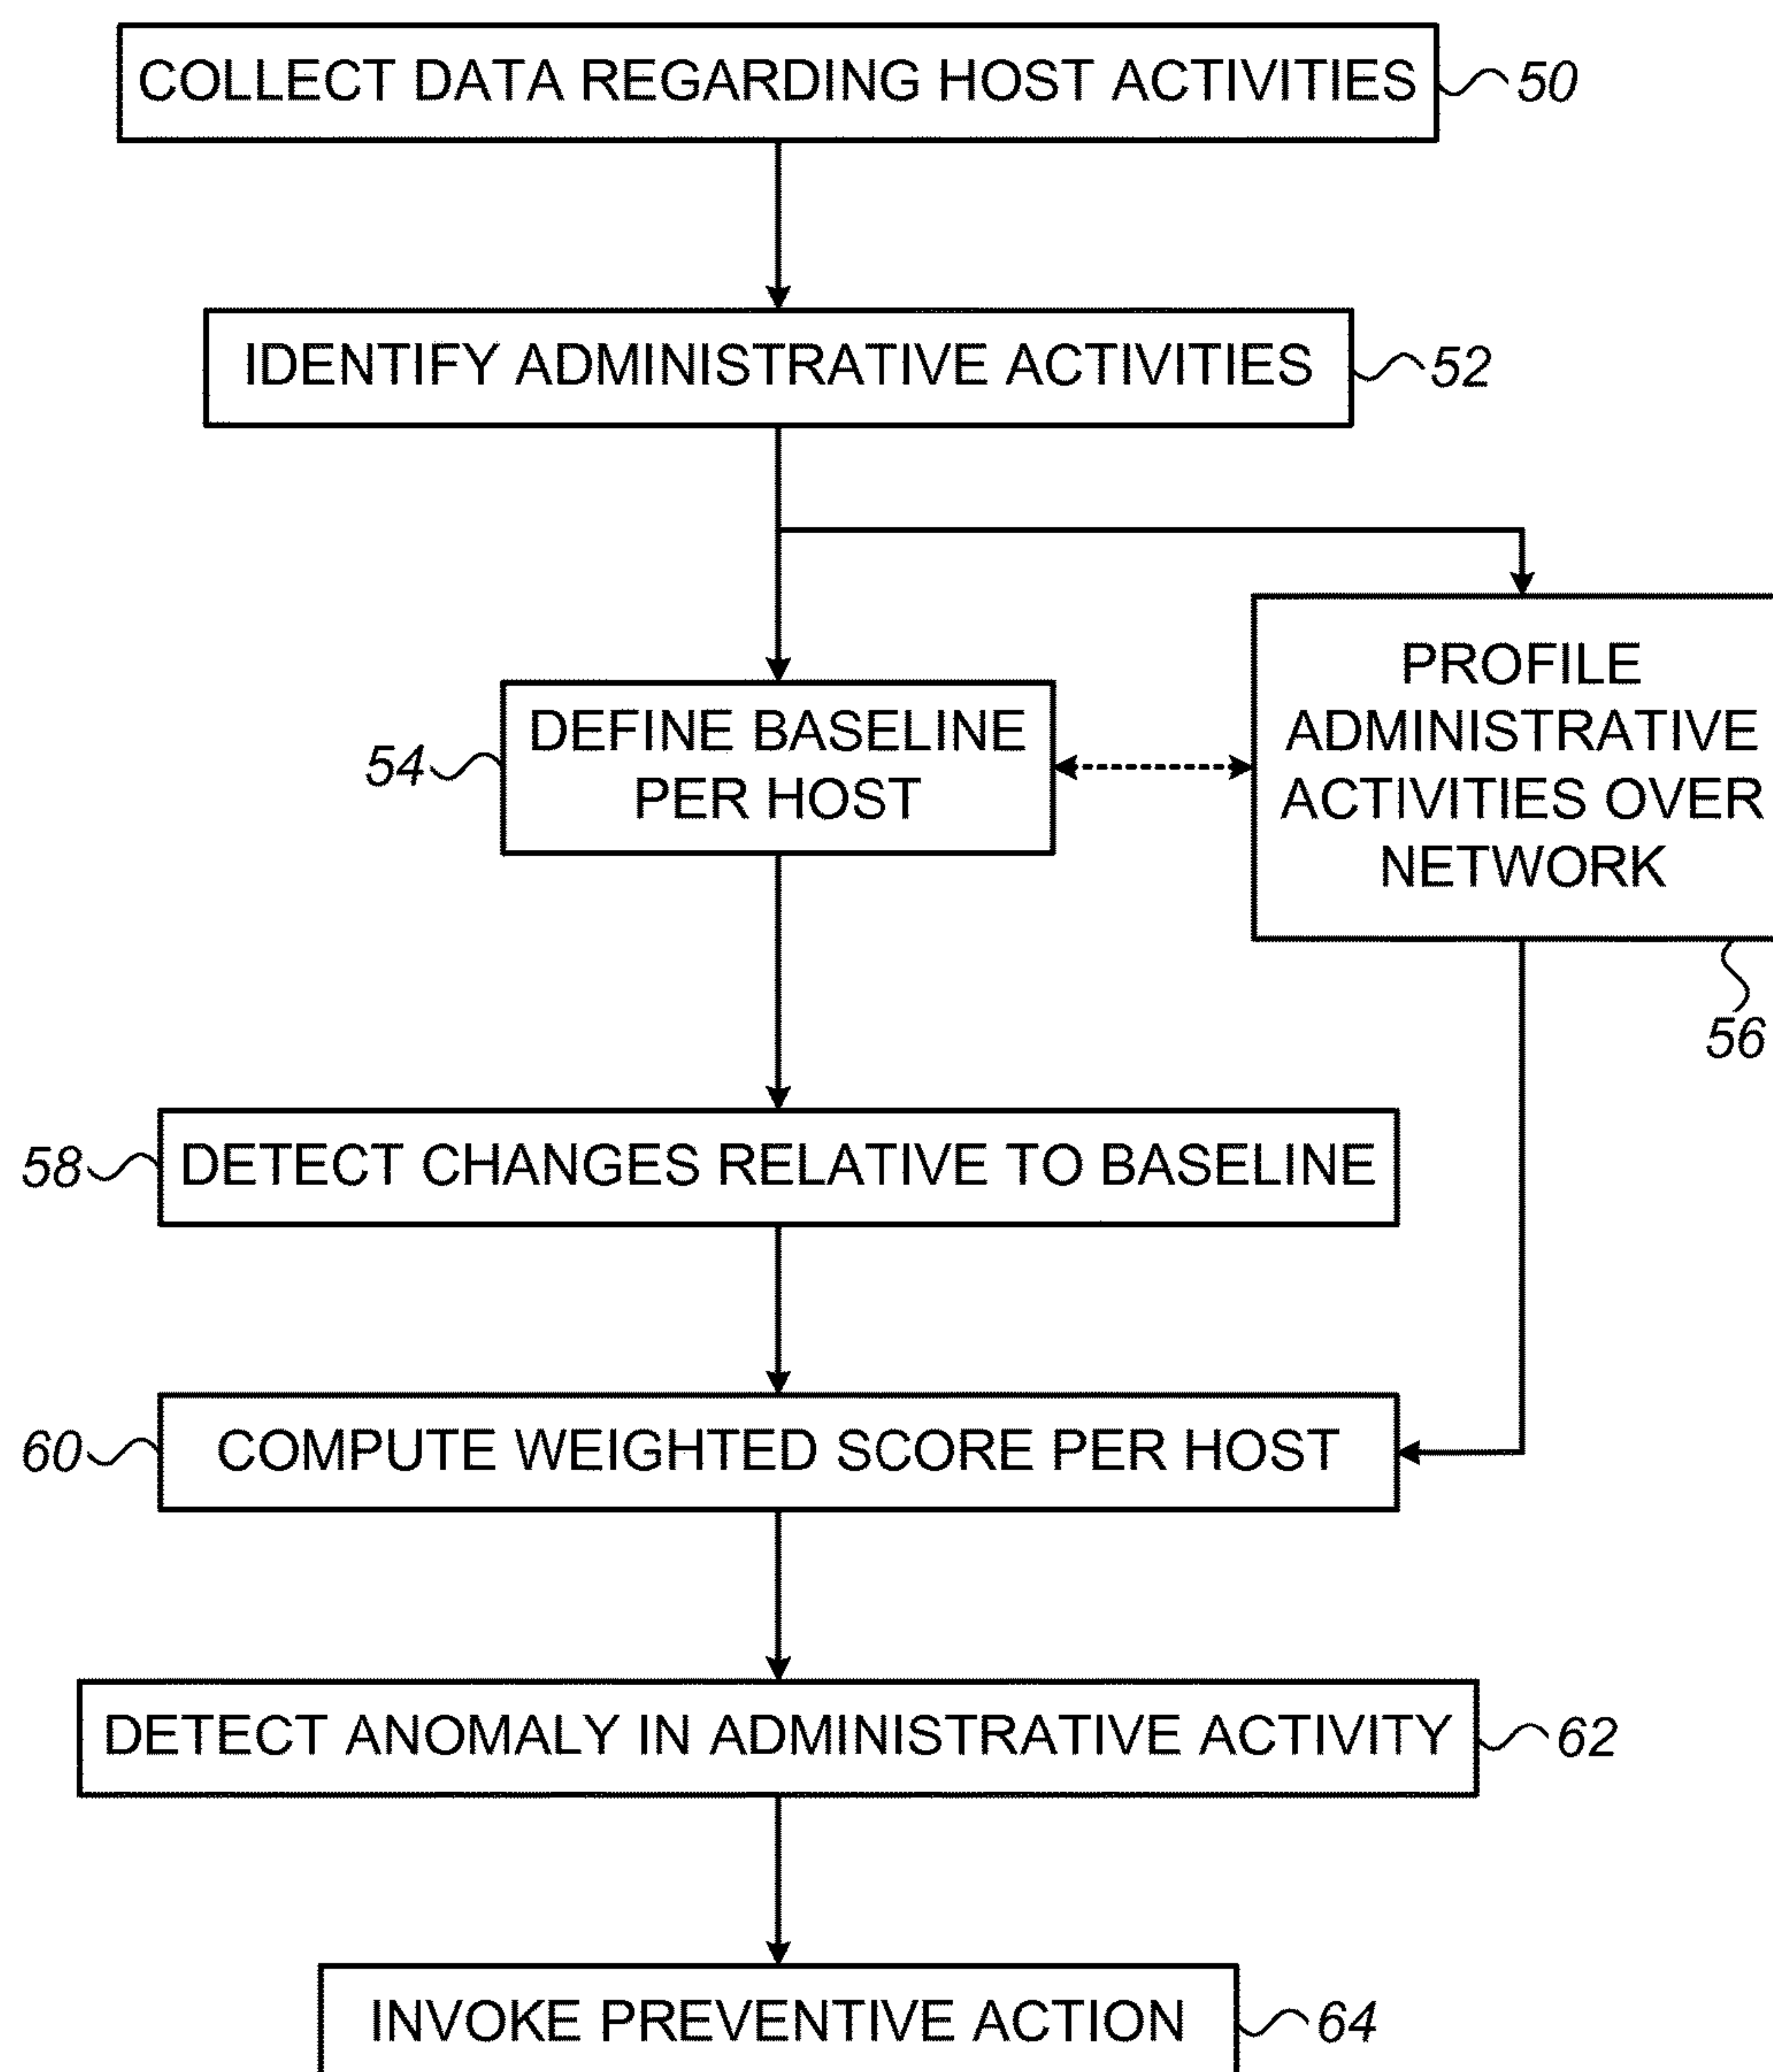 COLLECT DATA REGARDING HOST ACTIVITIES
50
IDENTIFY ADMINISTRATIVE ACTIVITIES
52
DEFINE BASELINE
PER HOST
54
PROFILE
ADMINISTRATIVE
ACTIVITIES OVER
NETWORK
56
58
DETECT CHANGES RELATIVE TO BASELINE
60
COMPUTE WEIGHTED SCORE PER HOST
DETECT ANOMALY IN ADMINISTRATIVE ACTIVITY
62
INVOKE PREVENTIVE ACTION
64